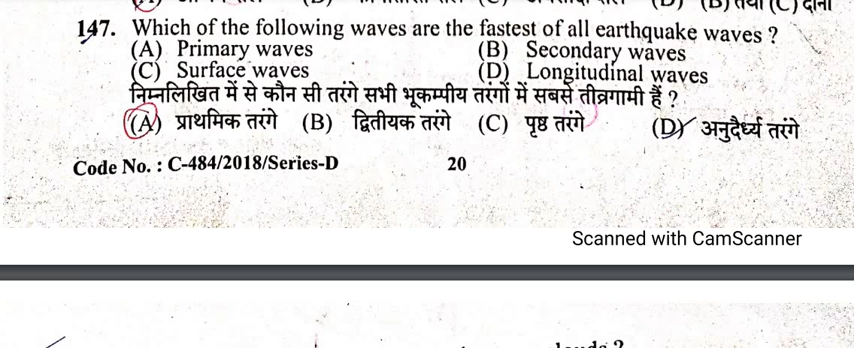 (B) तथा (C) दोनों
147. Which of the following waves are the fastest of all earthquake waves ?
(A) Primary waves (B) Secondary waves
(C) Surface waves (D) Longitudinal waves
निम्नलिखित में से कौन सी तरंगे सभी भूकम्पीय तरंगों में सबसे तीव्रगामी हैं ?
(A) प्राथमिक तरंगे (B) द्वितीयक तरंगे (C) पृष्ठ तरंगे (D) अनुदैर्ध्य तरंगे
Code No. : C-484/2018/Series-D 20
Scanned with CamScanner